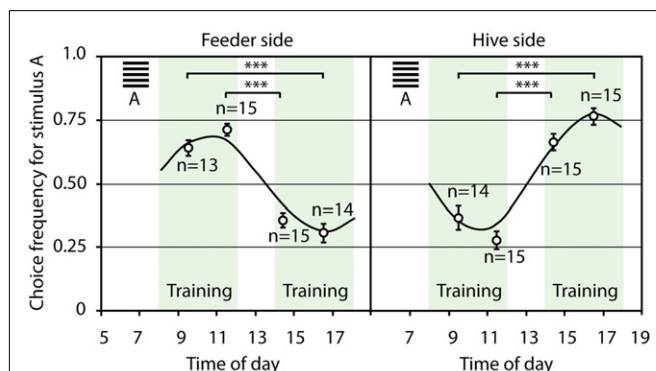 Feeder side
Hive side
Choice frequency for stimulus A
1.0
0.75
0.50
0.25
0
A
***
***
n=15
n=13
n=14
n=15
Training
Training
5 7 9 11 13 15 17
Time of day
A
***
***
n=15
n=14
n=15
n=15
Training
Training
7 9 11 13 15 17 19
Time of day